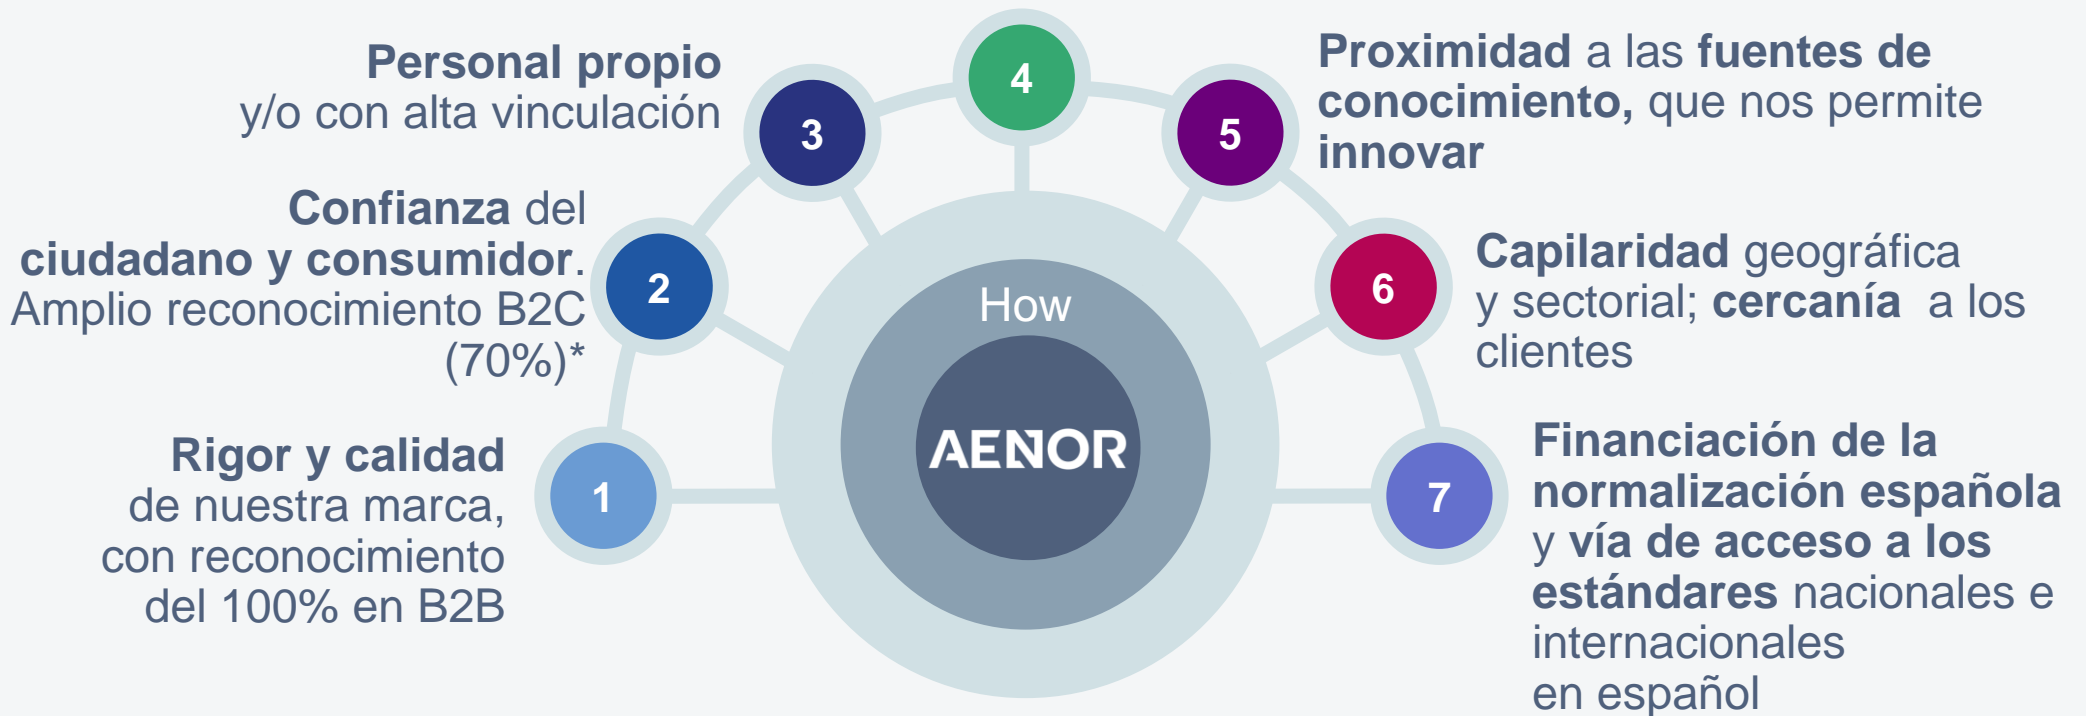 1
Rigor y calidad
de nuestra marca,
con reconocimiento
del 100% en B2B
2
Confianza del
ciudadano y consumidor.
Amplio reconocimiento B2C
(70%)*
3
Personal propio
y/o con alta vinculación
4
5
Proximidad a las fuentes de
conocimiento, que nos permite
innovar
6
Capilaridad geográfica
y sectorial; cercanía a los
clientes
7
Financiación de la
normalización española
y vía de acceso a los
estándares nacionales e
internacionales
en español
How
AENOR